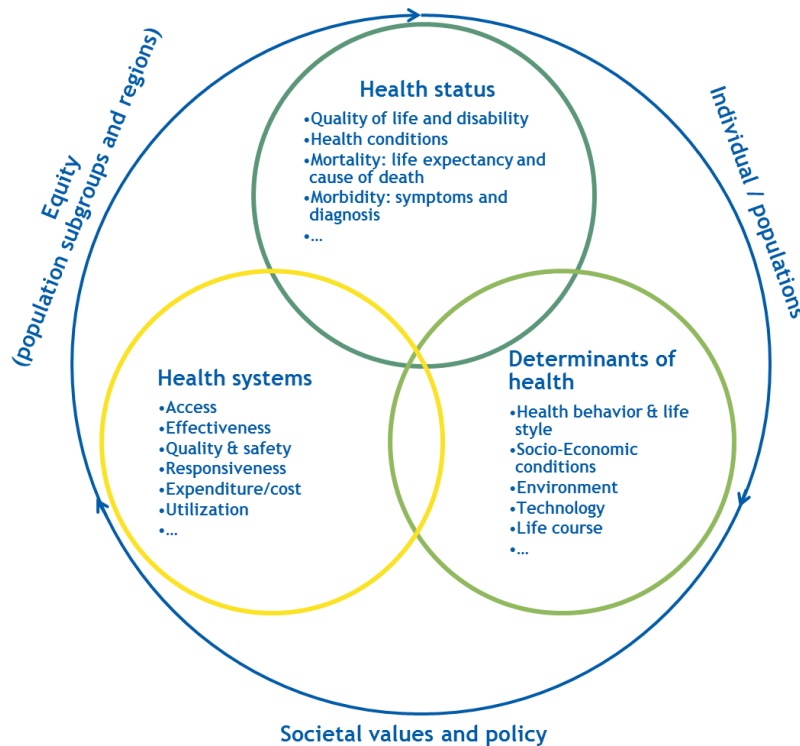 Health status
•Quality of life and disability
•Health conditions
•Mortality: life expectancy and
cause of death
•Morbidity: symptoms and
diagnosis
•...
Equity
(population subgroups and regions)
Individual / populations
Health systems
•Access
•Effectiveness
•Quality & safety
•Responsiveness
•Expenditure/cost
•Utilization
•...
Determinants of
health
•Health behavior & life
style
•Socio-Economic
conditions
•Environment
•Technology
•Life course
•...
Societal values and policy